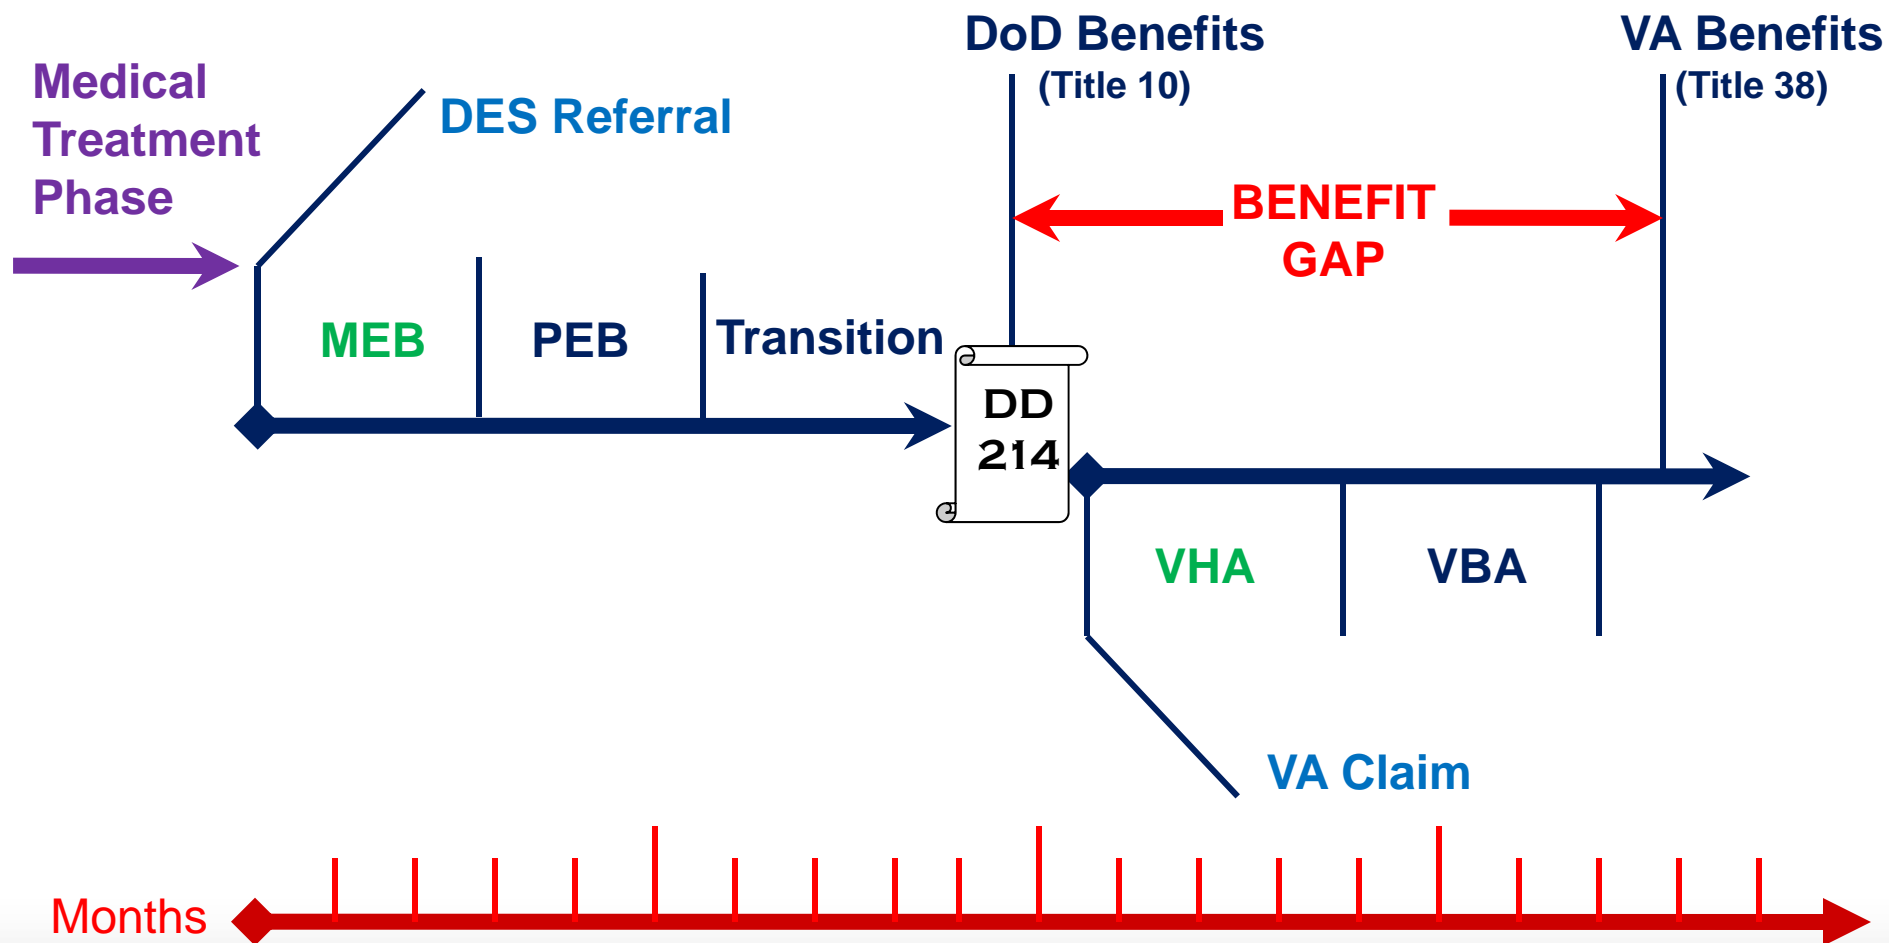 DoD Benefits
(Title 10)
VA Benefits
(Title 38)
Medical
Treatment
Phase
DES Referral
BENEFIT
GAP
MEB
PEB
Transition
DD
214
VHA
VBA
VA Claim
Months